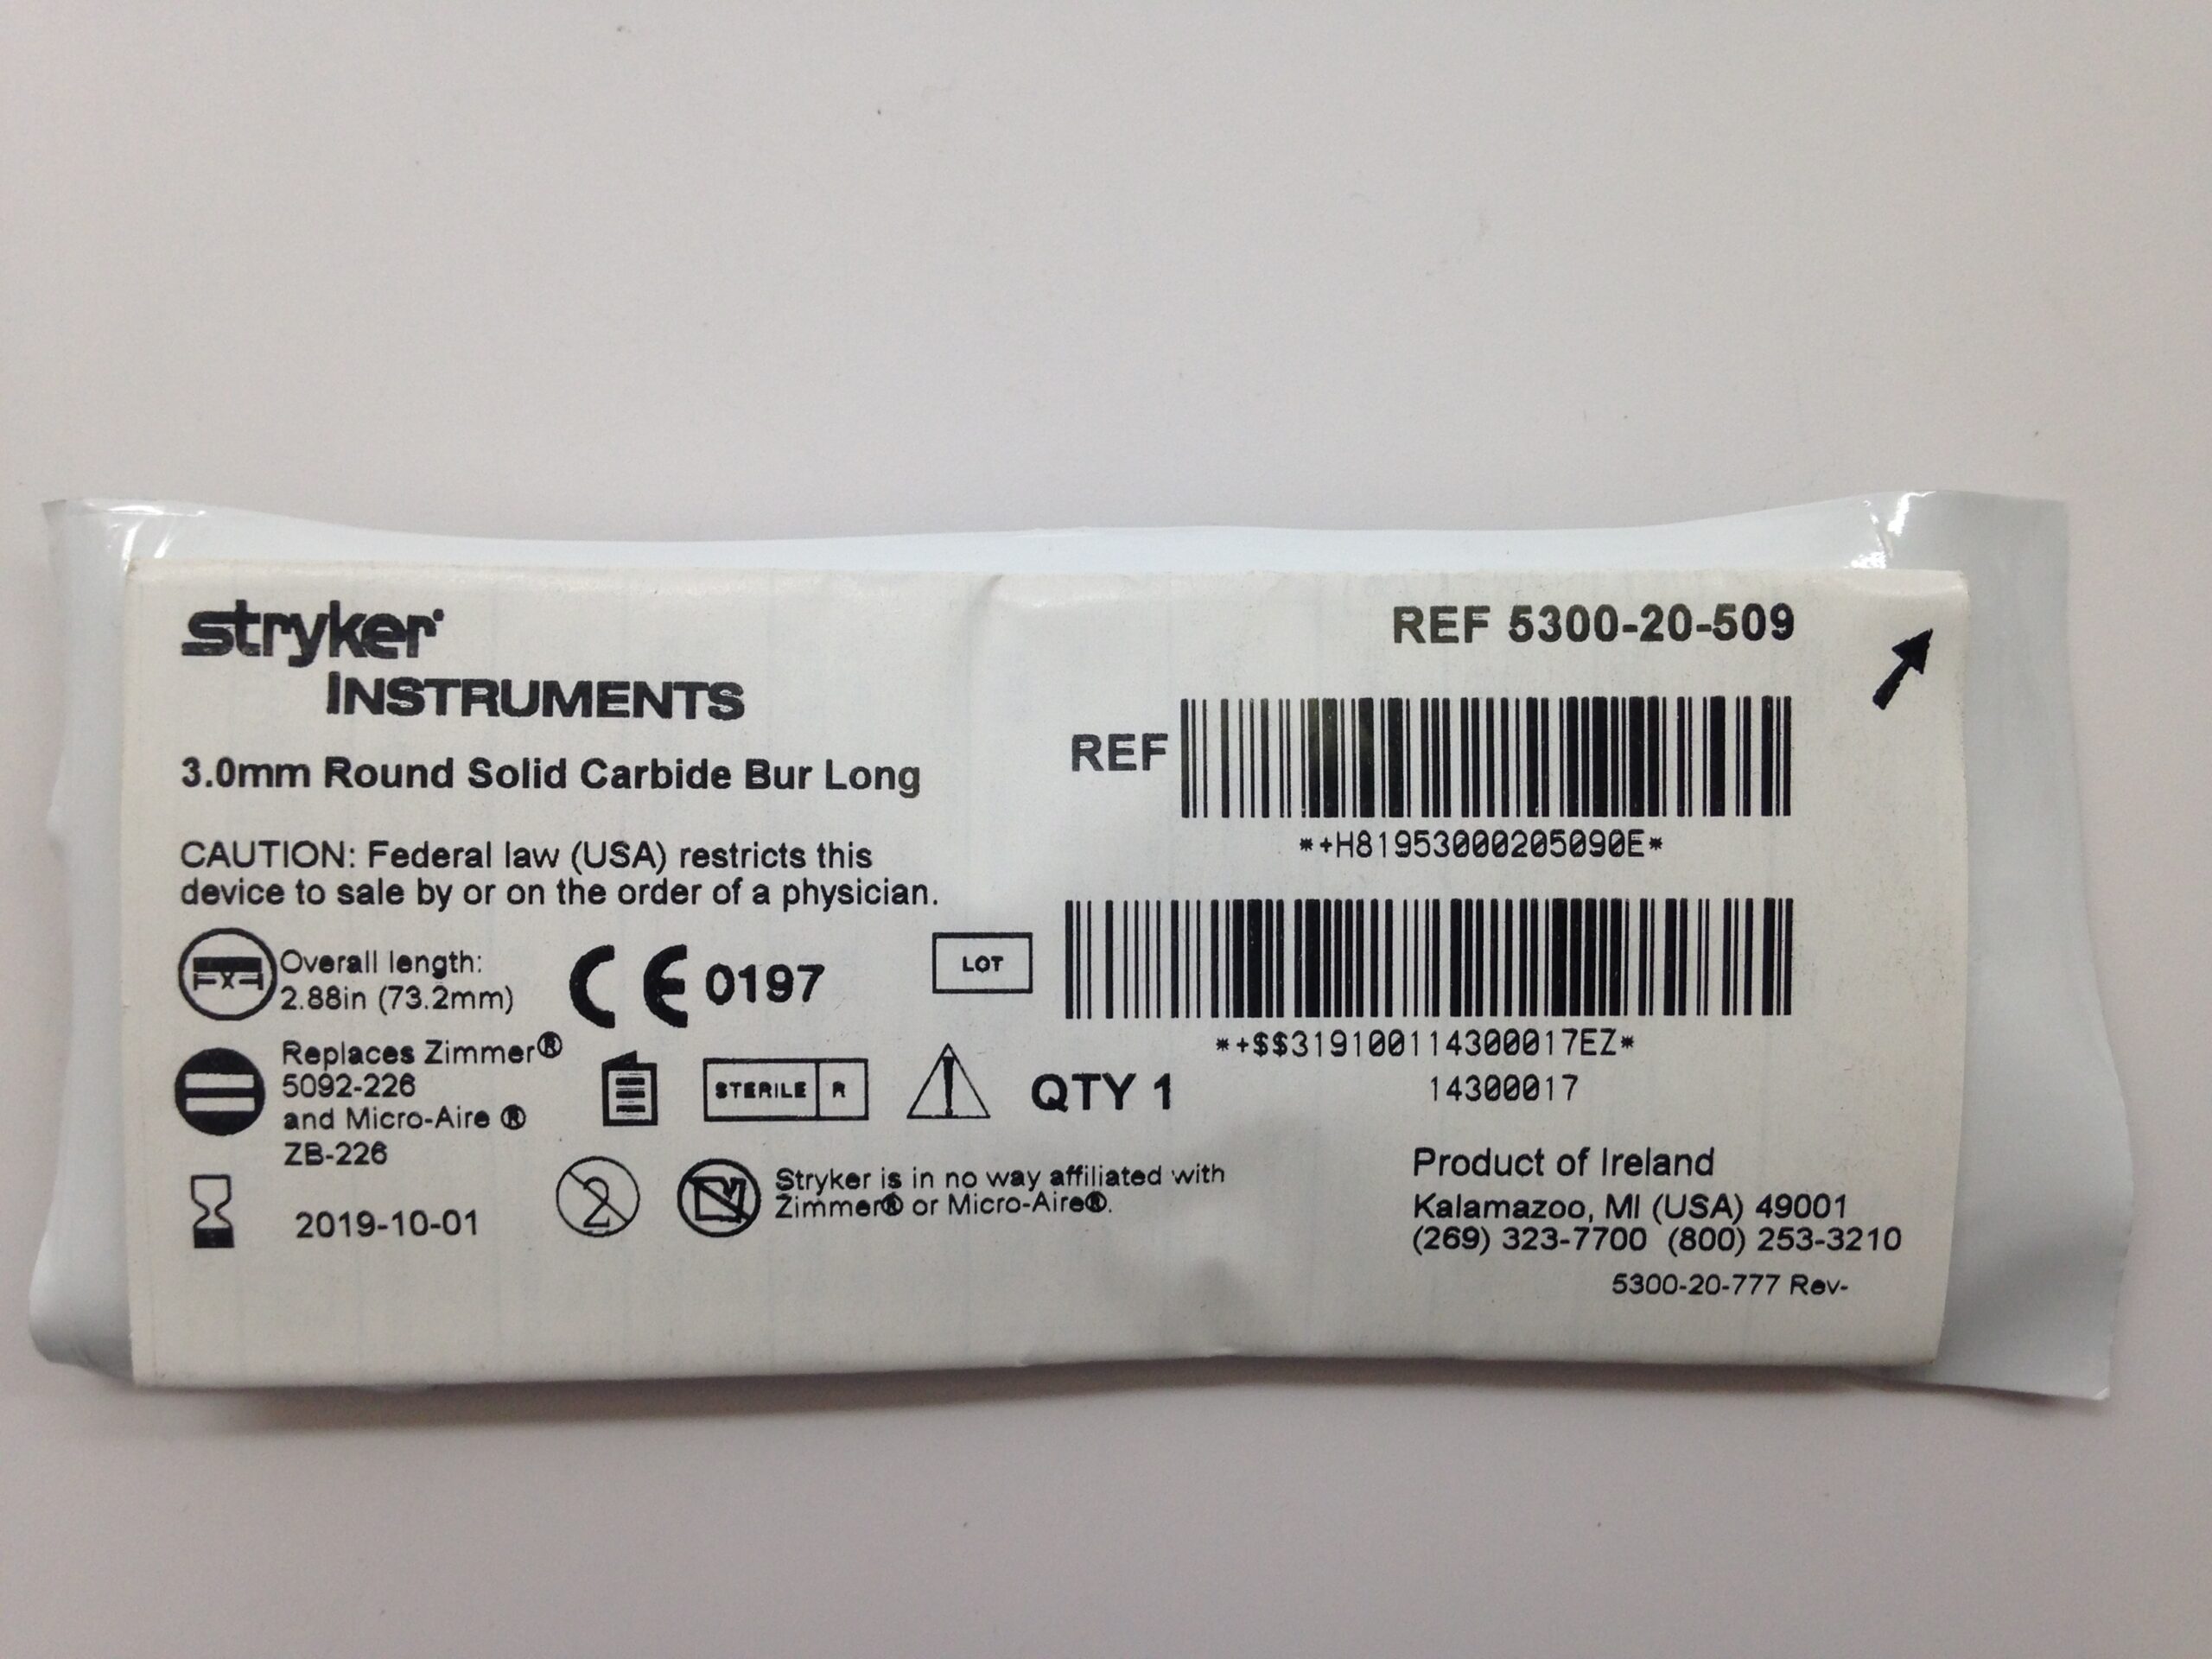 stryker
INSTRUMENTS
3.0mm Round Solid Carbide Bur Long
CAUTION: Federal law (USA) restricts this
device to sale by or on the order of a physician.
Overall length:
2.88in (73.2mm)
CE 0197
LOT
Replaces Zimmer®
5092-226
and Micro-Aire ®
ZB-226
STERILE R
QTY 1
2019-10-01
2
Stryker is in no way affiliated with
Zimmer® or Micro-Aire®.
REF 5300-20-509
REF
*+H81953000205090E*
*+$$319100114300017EZ*
14300017
Product of Ireland
Kalamazoo, MI (USA) 49001
(269) 323-7700 (800) 253-3210
5300-20-777 Rev-